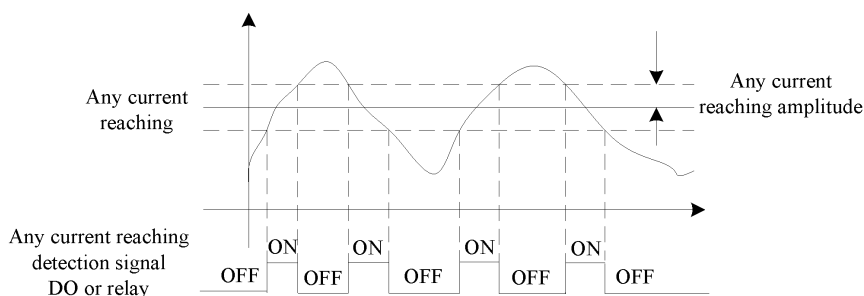 Any current
reaching
Any current
reaching amplitude
Any current reaching
detection signal
DO or relay
ON ON ON ON
OFF OFF OFF OFF OFF